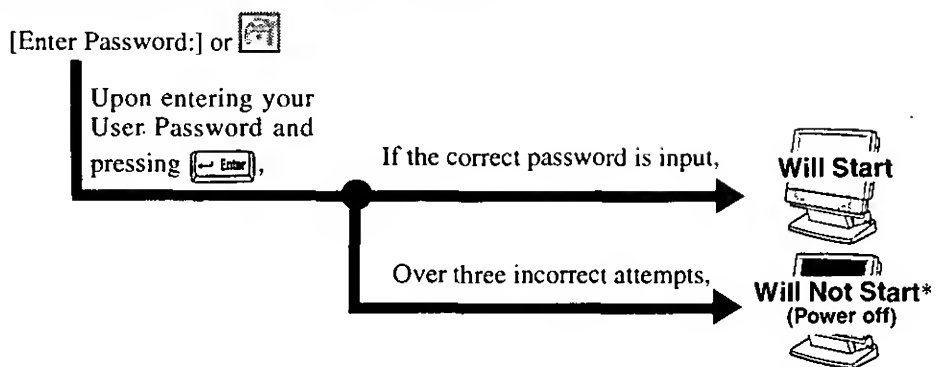 [Enter Password:] or
Upon entering your
User Password and
pressing ↵ Enter,
If the correct password is input,
Will Start
Over three incorrect attempts,
Will Not Start*
(Power off)